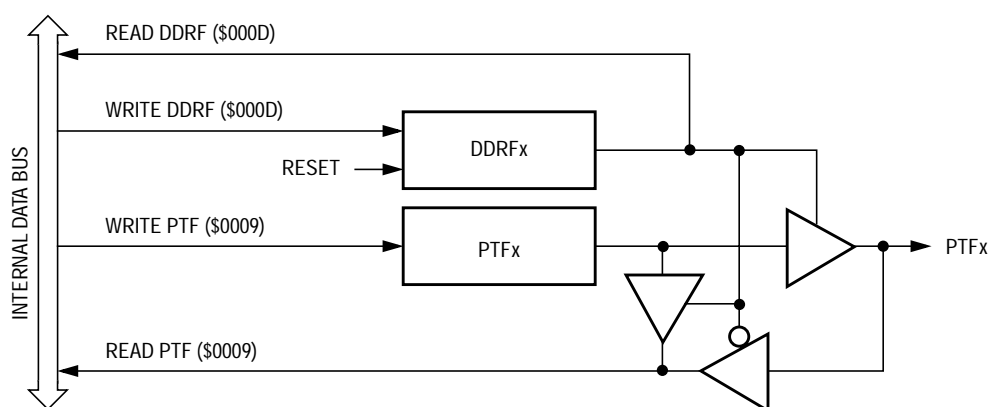 READ DDRF ($000D)
WRITE DDRF ($000D)
DDRFx
RESET
INTERNAL DATA BUS
WRITE PTF ($0009)
PTFx
PTFx
READ PTF ($0009)